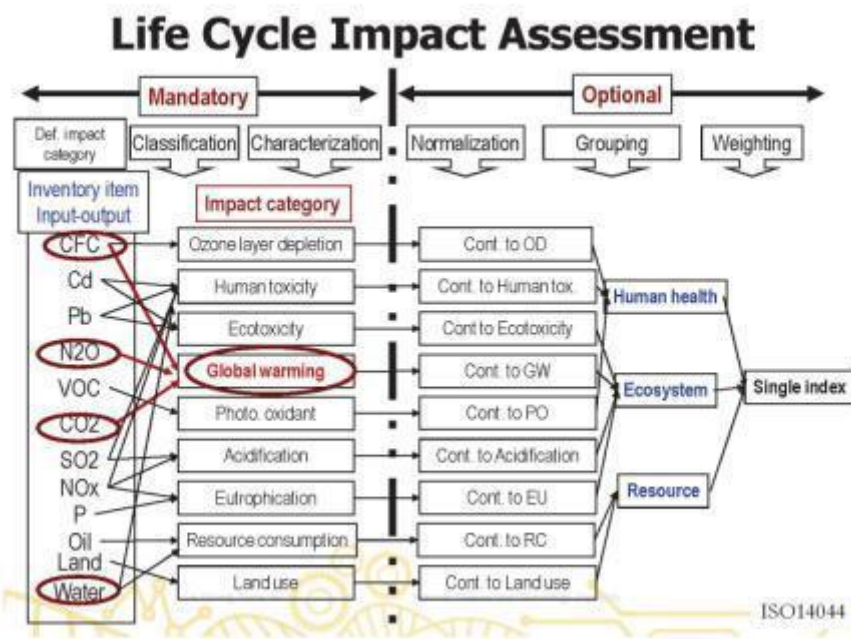 Life Cycle Impact Assessment
Mandatory
Optional
Def. impact
category
Classification
Characterization
Normalization
Grouping
Weighting
Inventory item
Input-output
Impact category
CFC
Cd
Pb
N2O
VOC
CO2
SO2
NOx
P
Oil
Land
Water
Ozone layer depletion
Human toxicity
Ecotoxicity
Global warming
Photo. oxidant
Acidification
Eutrophication
Resource consumption
Land use
Cont. to OD
Cont. to Human tox.
Cont to Ecotoxicity
Cont. to GW
Cont. to PO
Cont. to Acidification
Cont. to EU
Cont. to RC
Cont. to Land use
Human health
Ecosystem
Resource
Single index
ISO14044